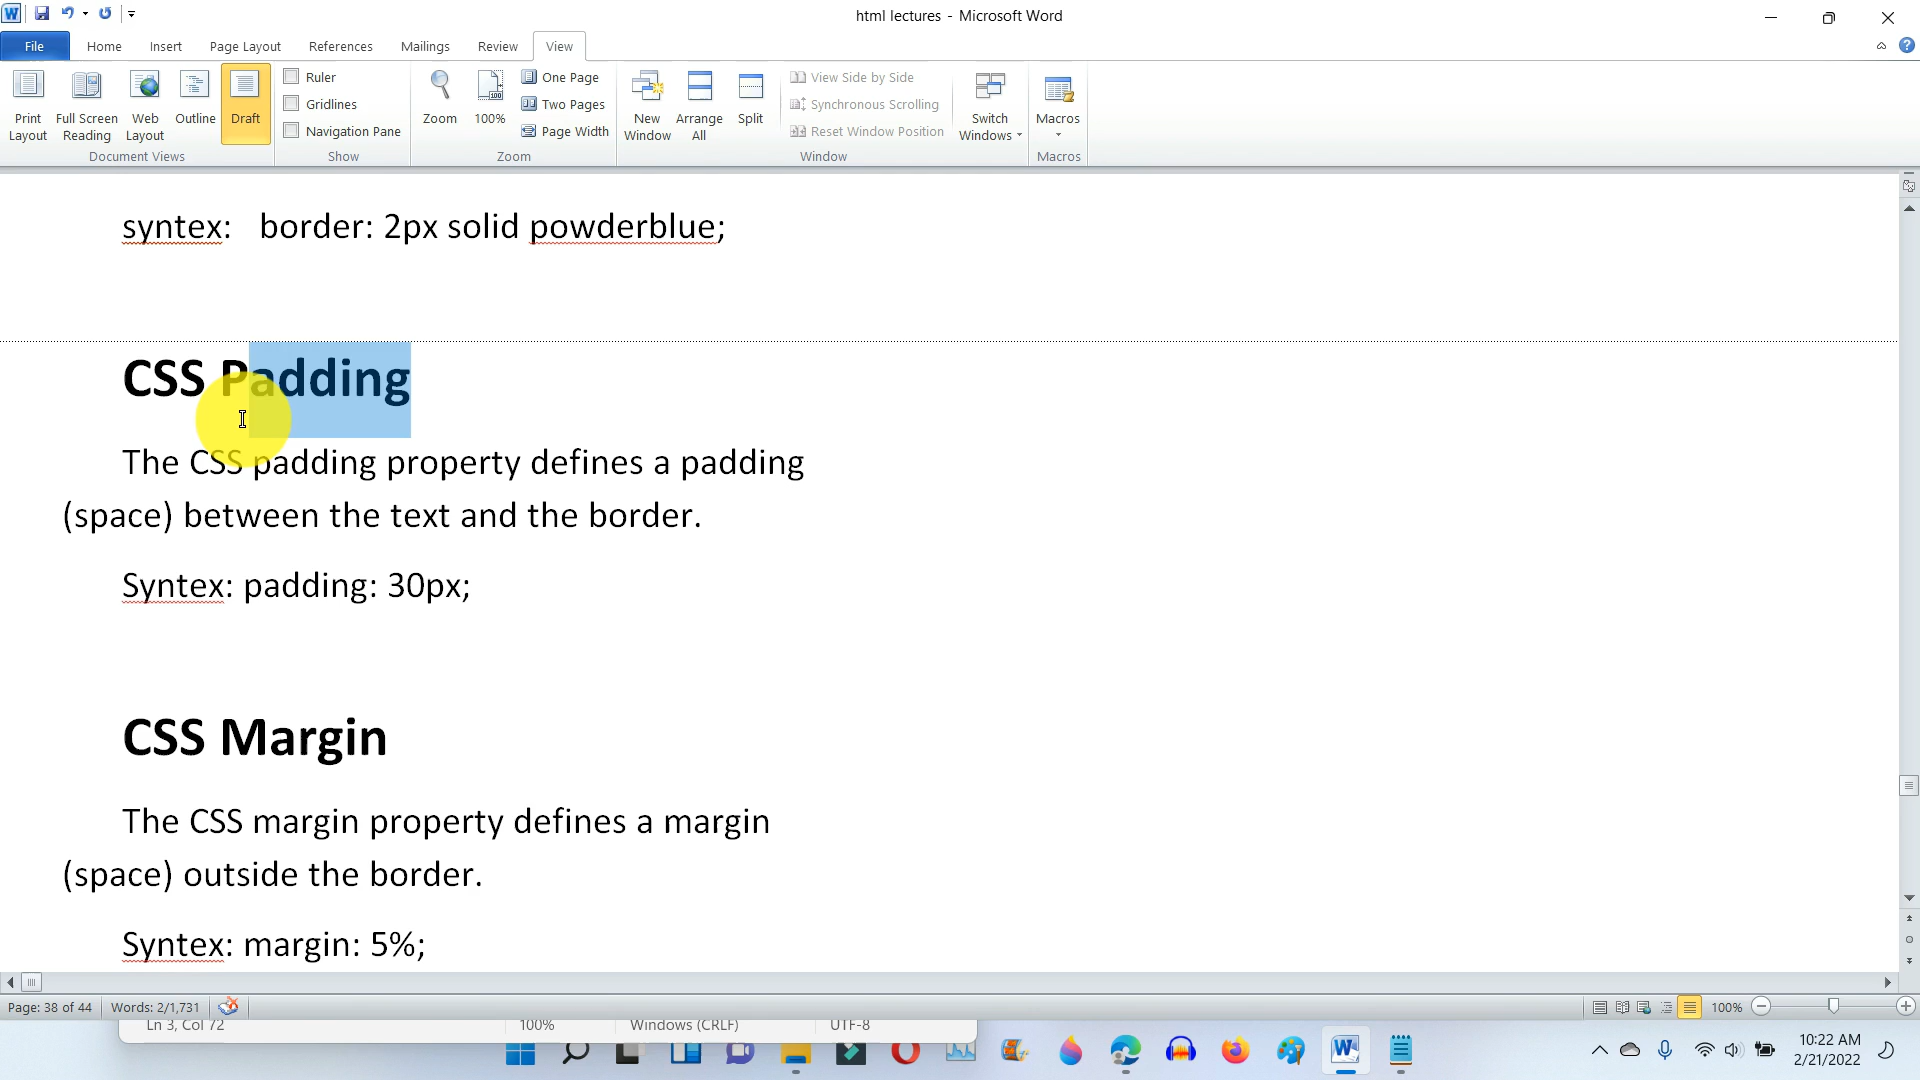 html lectures - Microsoft Word
File Home Insert Page Layout References Mailings Review View
Print Layout
Full Screen Reading
Web Layout
Outline
Draft
Document Views
Ruler
Gridlines
Navigation Pane
Show
Zoom
100%
One Page
Two Pages
Page Width
Zoom
New Window
Arrange All
Split
View Side by Side
Synchronous Scrolling
Reset Window Position
Window
Switch Windows
Macros
Macros
syntex: border: 2px solid powderblue;
CSS Padding
The CSS padding property defines a padding
(space) between the text and the border.
Syntex: padding: 30px;
CSS Margin
The CSS margin property defines a margin
(space) outside the border.
Syntex: margin: 5%;
Page: 38 of 44 Words: 2/1,731 100%
Ln 3, Col 72 100% Windows (CRLF) UTF-8
10:22 AM
2/21/2022